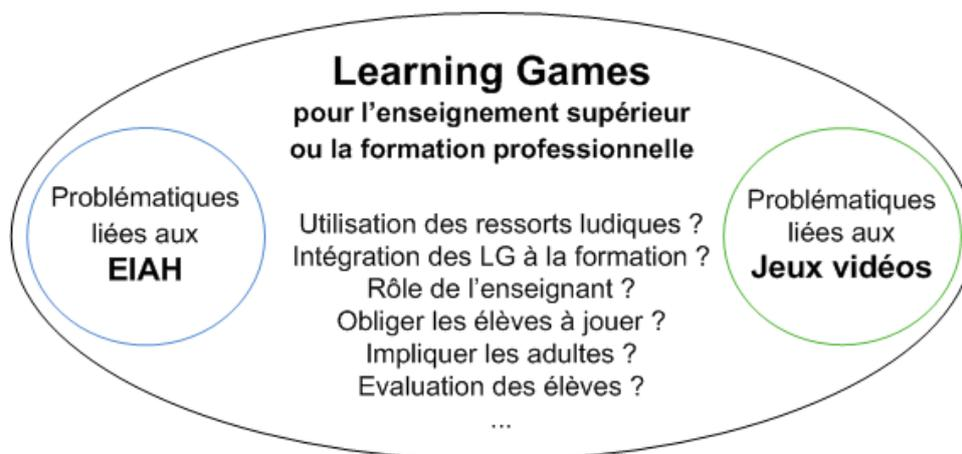 Learning Games
pour l'enseignement supérieur
ou la formation professionnelle
Problématiques
liées aux
EIAH
Utilisation des ressorts ludiques ?
Intégration des LG à la formation ?
Rôle de l'enseignant ?
Obliger les élèves à jouer ?
Impliquer les adultes ?
Evaluation des élèves ?
...
Problématiques
liées aux
Jeux vidéos